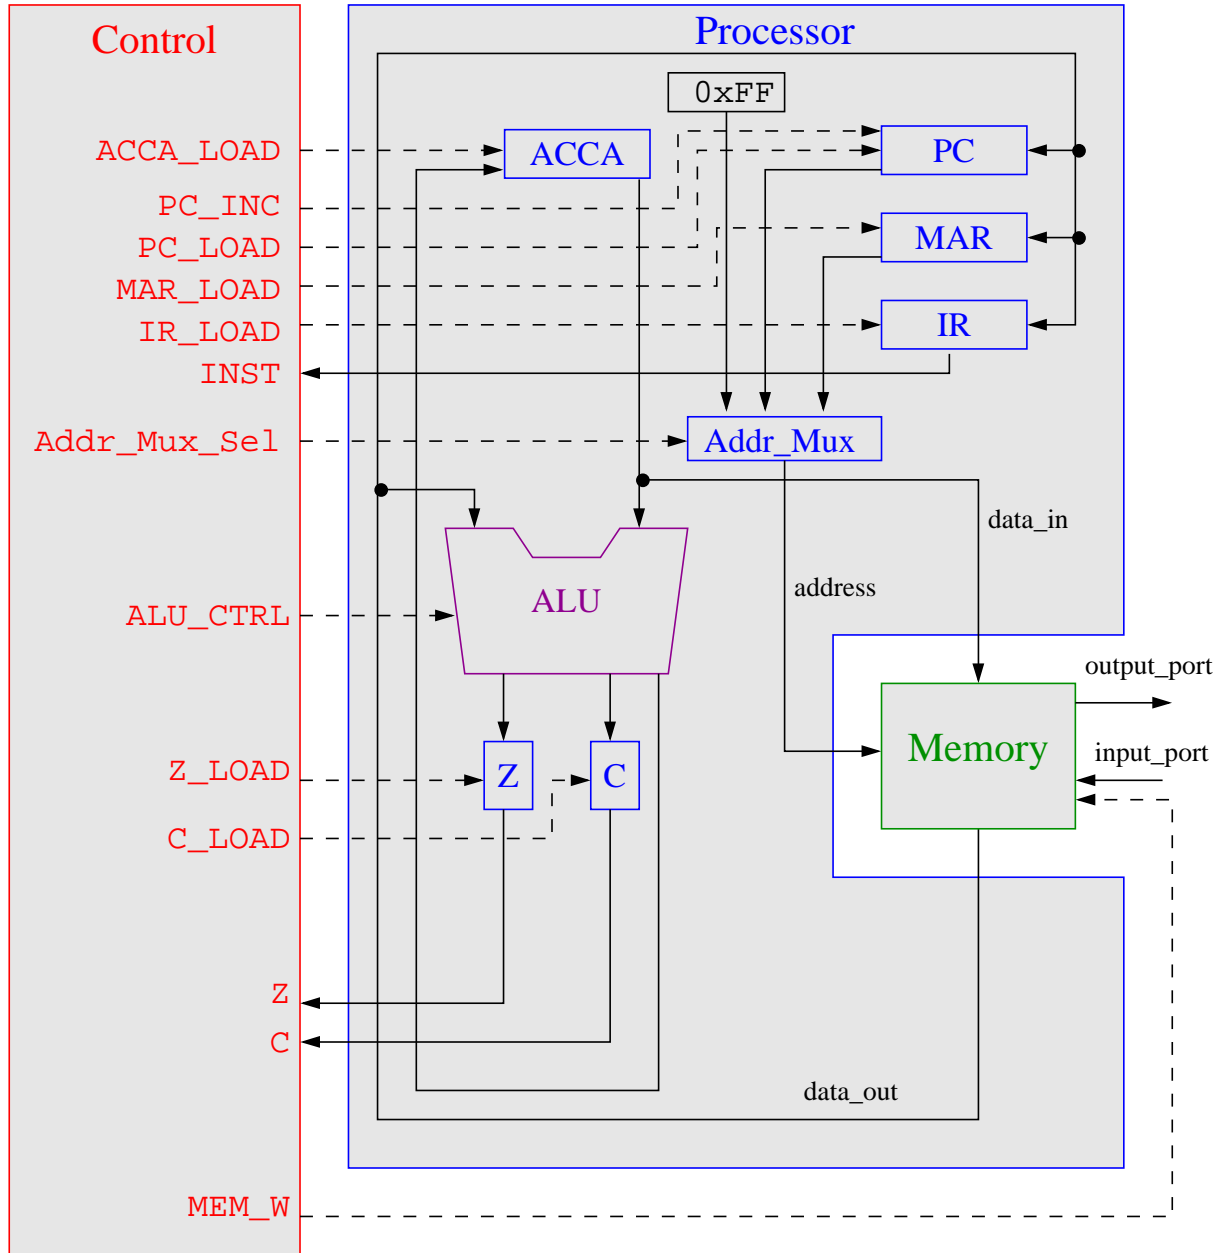 Control
Processor
0xFF
ACCA_LOAD
ACCA
PC
PC_INC
PC_LOAD
MAR
MAR_LOAD
IR_LOAD
IR
INST
Addr_Mux_Sel
Addr_Mux
data_in
address
ALU_CTRL
ALU
output_port
Memory
input_port
Z_LOAD
Z
C
C_LOAD
Z
C
data_out
MEM_W